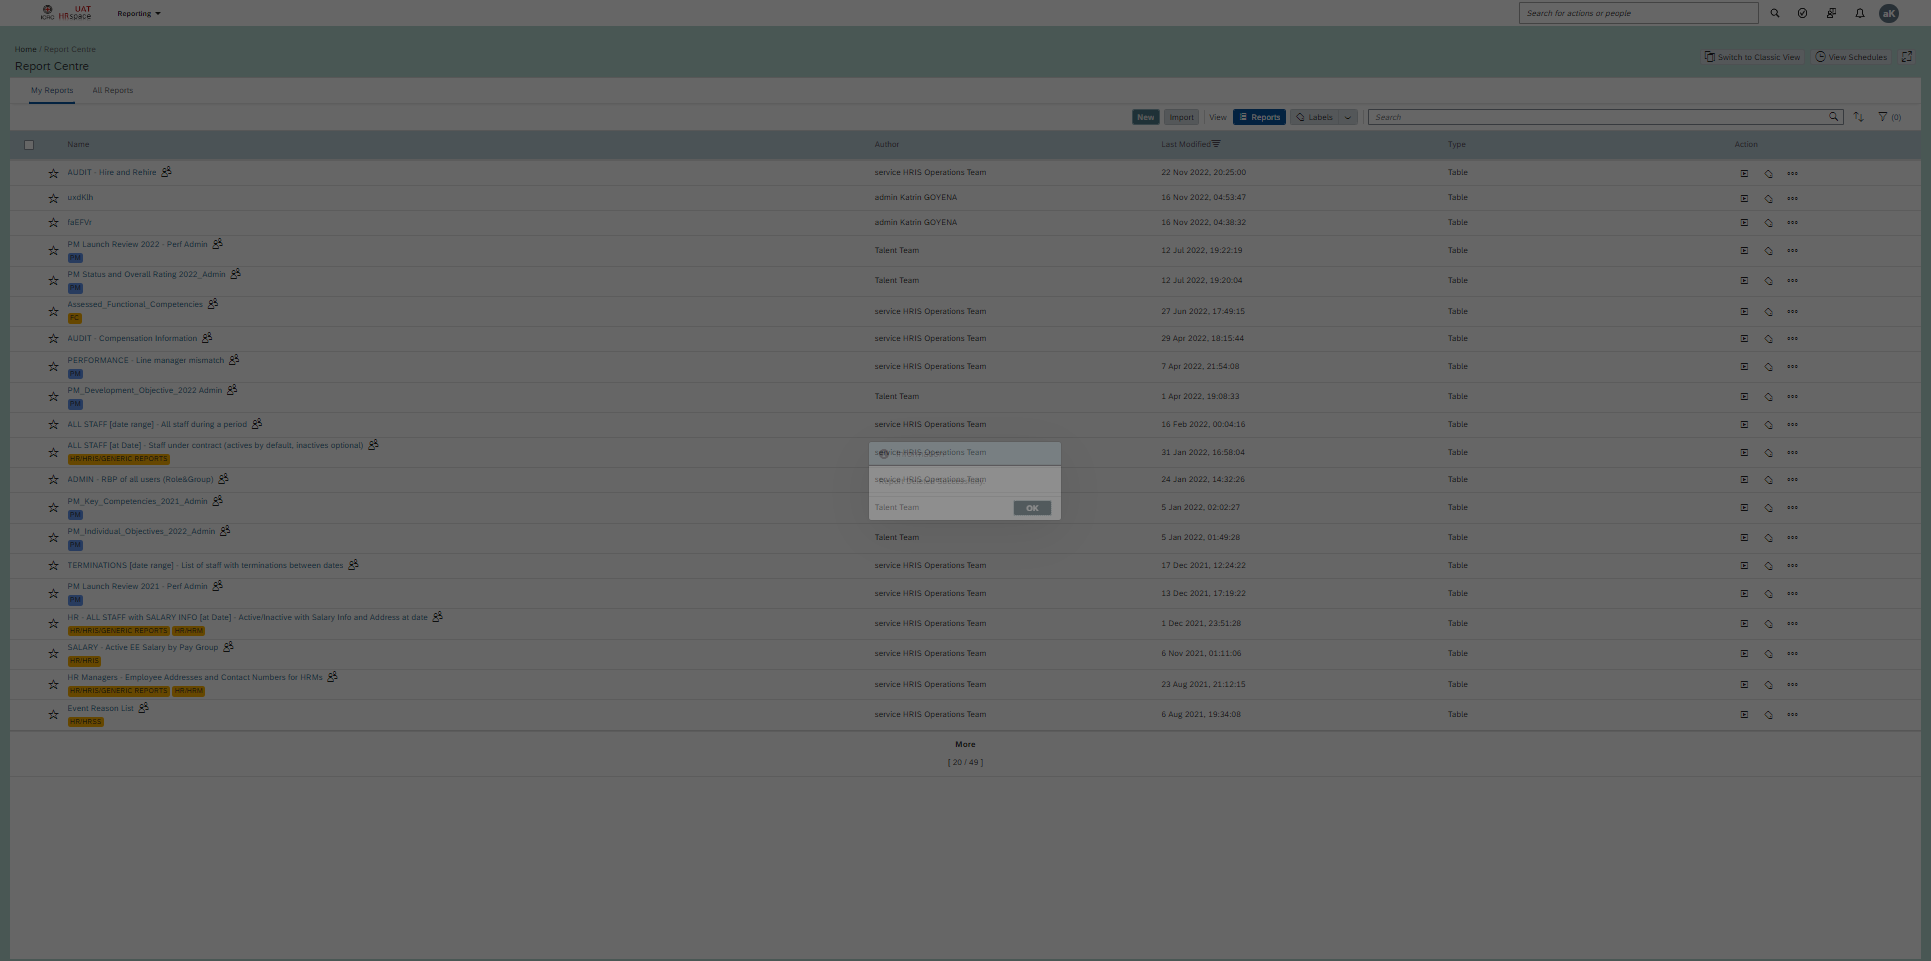 ICRC UAT HRspace Reporting Search for actions or people aK
Home / Report Centre
Report Centre Switch to Classic View View Schedules
My Reports All Reports
New Import View Reports Labels Search (0)
Name Author Last Modified Type Action
AUDIT - Hire and Rehire service HRIS Operations Team 22 Nov 2022, 20:25:00 Table
uxdKlh admin Katrin GOYENA 16 Nov 2022, 04:53:47 Table
faEFVr admin Katrin GOYENA 16 Nov 2022, 04:38:32 Table
PM Launch Review 2022 - Perf Admin Talent Team 12 Jul 2022, 19:22:19 Table
PM
PM Status and Overall Rating 2022_Admin Talent Team 12 Jul 2022, 19:20:04 Table
PM
Assessed_Functional_Competencies service HRIS Operations Team 27 Jun 2022, 17:49:15 Table
FC
AUDIT - Compensation Information service HRIS Operations Team 29 Apr 2022, 18:15:44 Table
PERFORMANCE - Line manager mismatch service HRIS Operations Team 7 Apr 2022, 21:54:08 Table
PM
PM_Development_Objective_2022 Admin Talent Team 1 Apr 2022, 19:08:33 Table
PM
ALL STAFF [date range] - All staff during a period service HRIS Operations Team 16 Feb 2022, 00:04:16 Table
ALL STAFF [at Date] - Staff under contract (actives by default, inactives optional) service HRIS Operations Team 31 Jan 2022, 16:58:04 Table
HR/HRIS/GENERIC REPORTS
ADMIN - RBP of all users (Role&Group) service HRIS Operations Team 24 Jan 2022, 14:32:26 Table
PM_Key_Competencies_2021_Admin Talent Team OK 5 Jan 2022, 02:02:27 Table
PM
PM_Individual_Objectives_2022_Admin Talent Team 5 Jan 2022, 01:49:28 Table
PM
TERMINATIONS [date range] - List of staff with terminations between dates service HRIS Operations Team 17 Dec 2021, 12:24:22 Table
PM Launch Review 2021 - Perf Admin service HRIS Operations Team 13 Dec 2021, 17:19:22 Table
PM
HR - ALL STAFF with SALARY INFO [at Date] - Active/Inactive with Salary Info and Address at date service HRIS Operations Team 1 Dec 2021, 23:51:28 Table
HR/HRIS/GENERIC REPORTS HR/HRM
SALARY - Active EE Salary by Pay Group service HRIS Operations Team 6 Nov 2021, 01:11:06 Table
HR/HRIS
HR Managers - Employee Addresses and Contact Numbers for HRMs service HRIS Operations Team 23 Aug 2021, 21:12:15 Table
HR/HRIS/GENERIC REPORTS HR/HRM
Event Reason List service HRIS Operations Team 6 Aug 2021, 19:34:08 Table
HR/HRSS
More
[ 20 / 49 ]